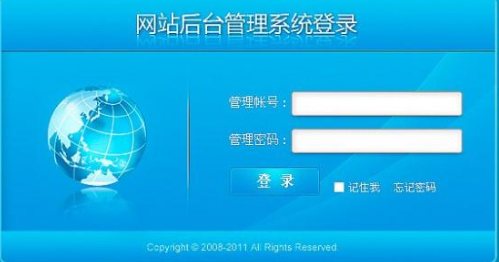 网站后台管理系统登录
管理帐号：
管理密码：
登 录
记住我 忘记密码
Copyright © 2008-2011 All Rights Reserved.